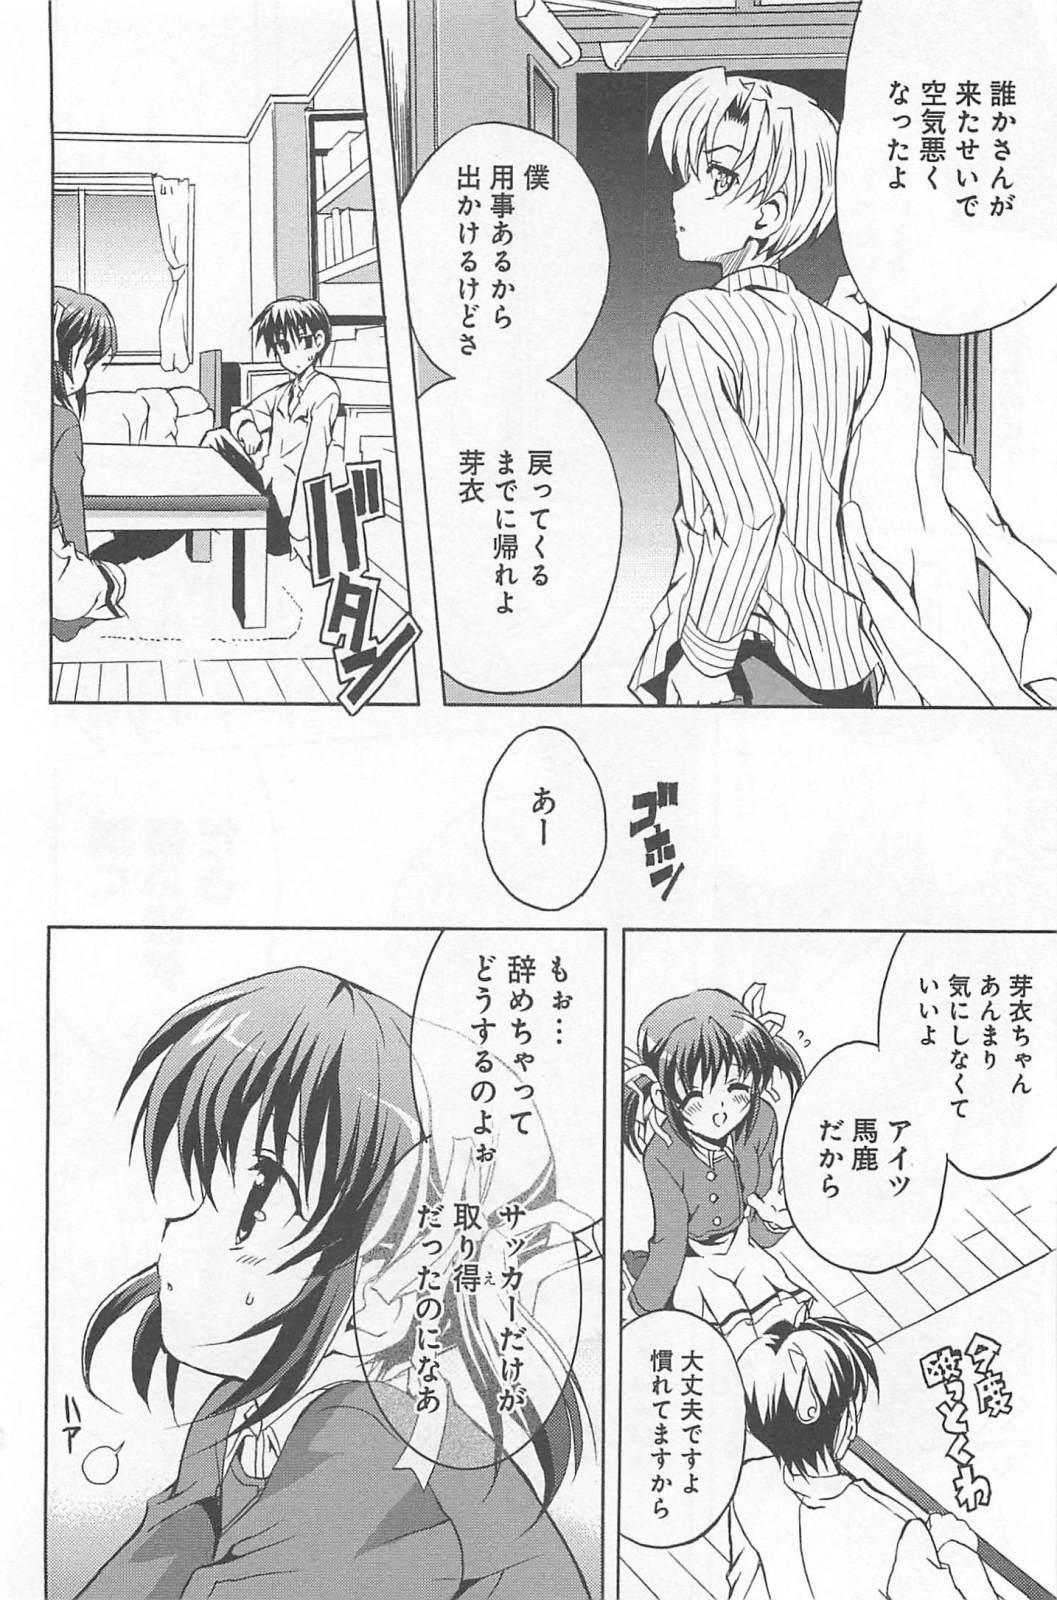 誰かさんが
来たせいで
空気悪く
なったよ
僕
用事あるから
出かけるけどさ
戻ってくる
までに帰れよ
芽衣
バタン
ゴホン
あー
芽衣ちゃん
あんまり
気にしなくて
いいよ
アイツ
馬鹿
だから
今度
殴っとくわ
大丈夫ですよ
慣れてますから
もぉ…
辞めちゃって
どうするのよぉ
サッカーだけが
取り得
え
だったのになあ
ハア